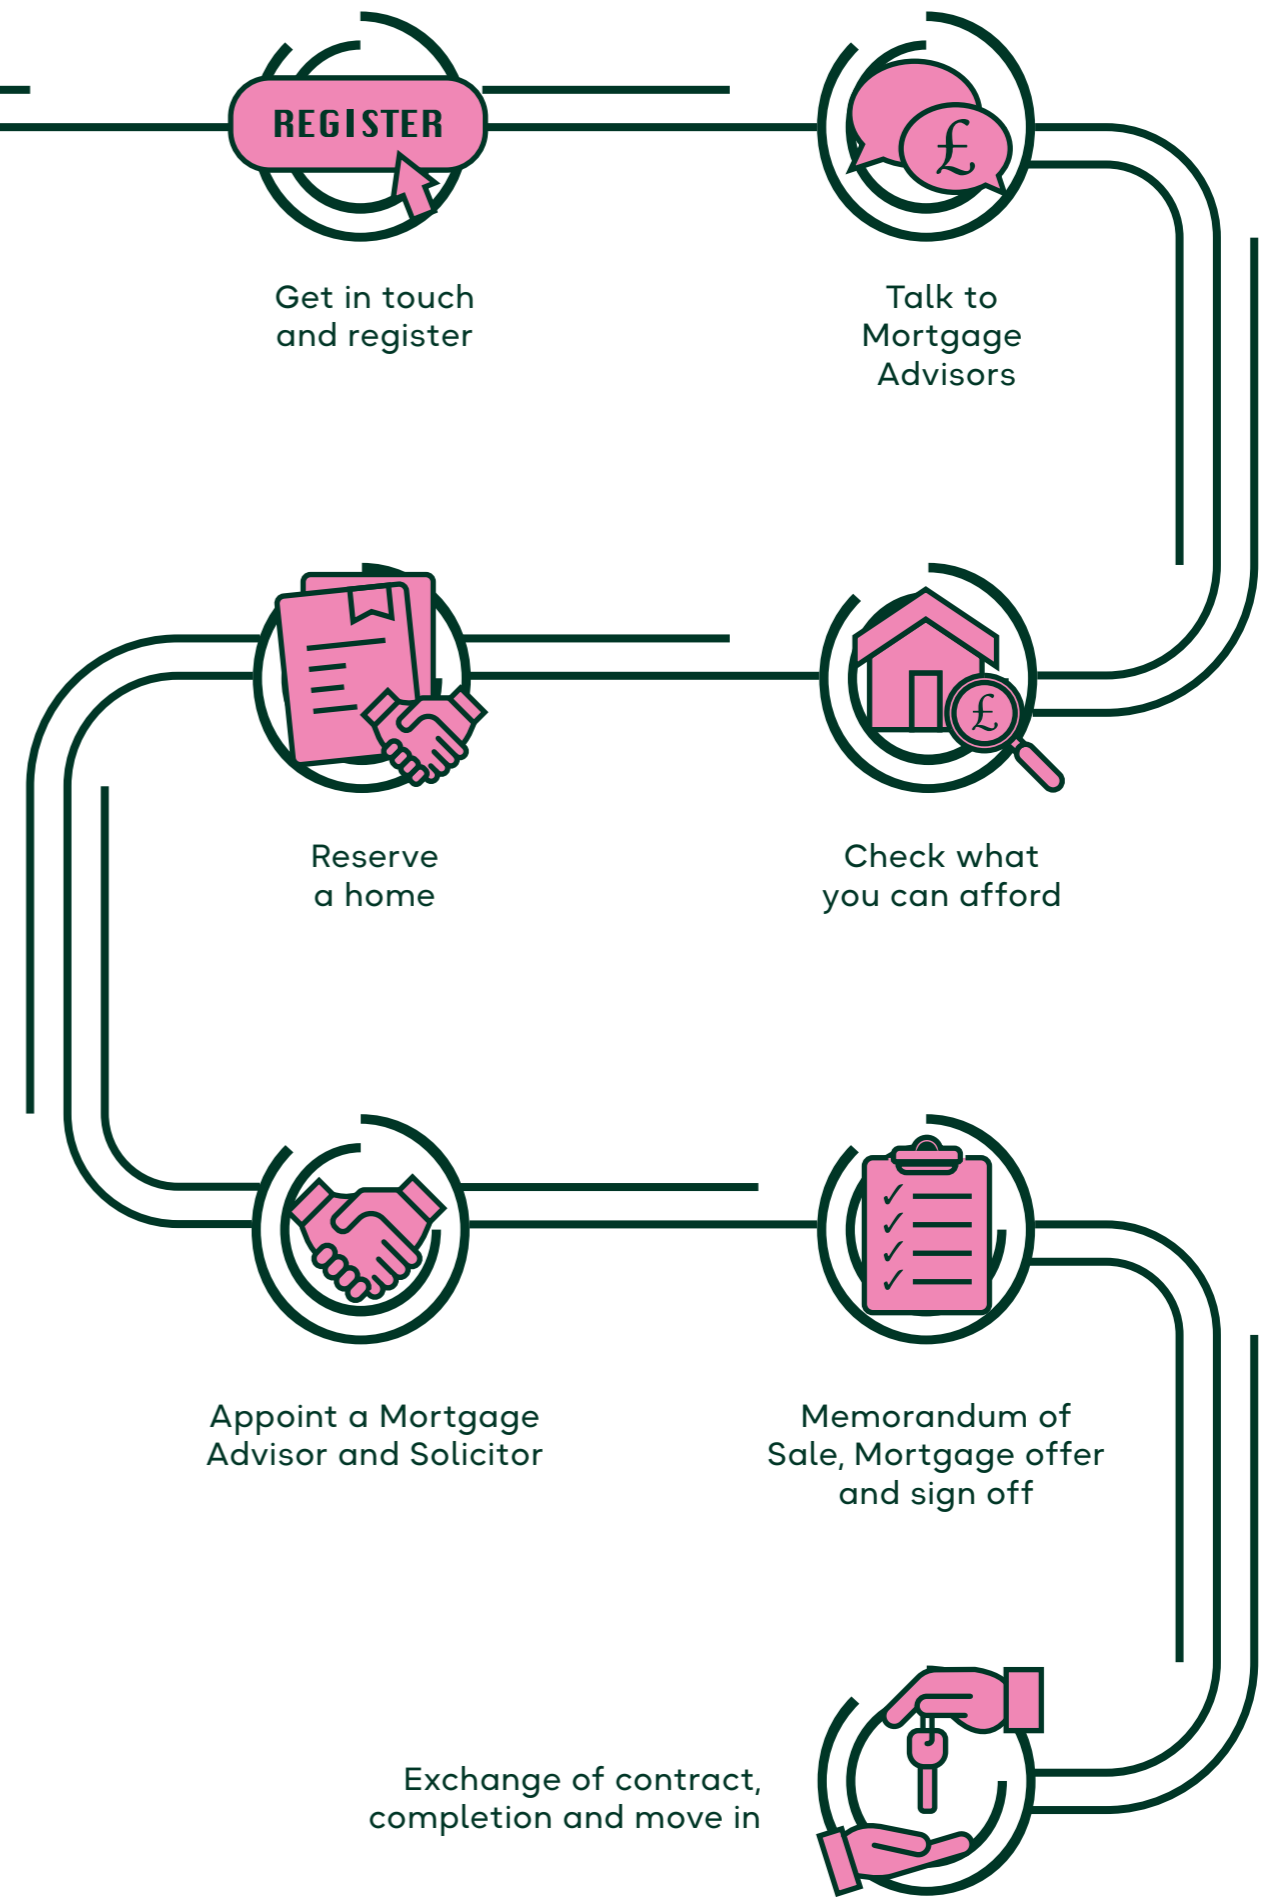 REGISTER
£
Get in touch
and register
Talk to
Mortgage
Advisors
£
Check what
you can afford
Reserve
a home
Appoint a Mortgage
Advisor and Solicitor
Memorandum of
Sale, Mortgage offer
and sign off
Exchange of contract,
completion and move in